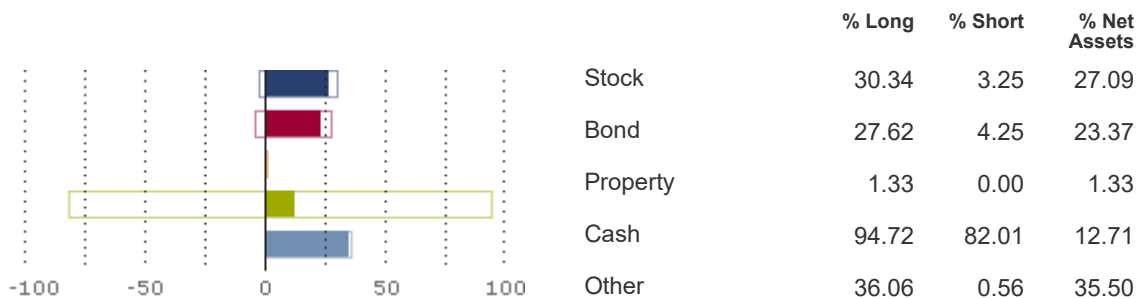 % Long % Short % Net
Assets
Stock 30.34 3.25 27.09
Bond 27.62 4.25 23.37
Property 1.33 0.00 1.33
Cash 94.72 82.01 12.71
Other 36.06 0.56 35.50
-100 -50 0 50 100